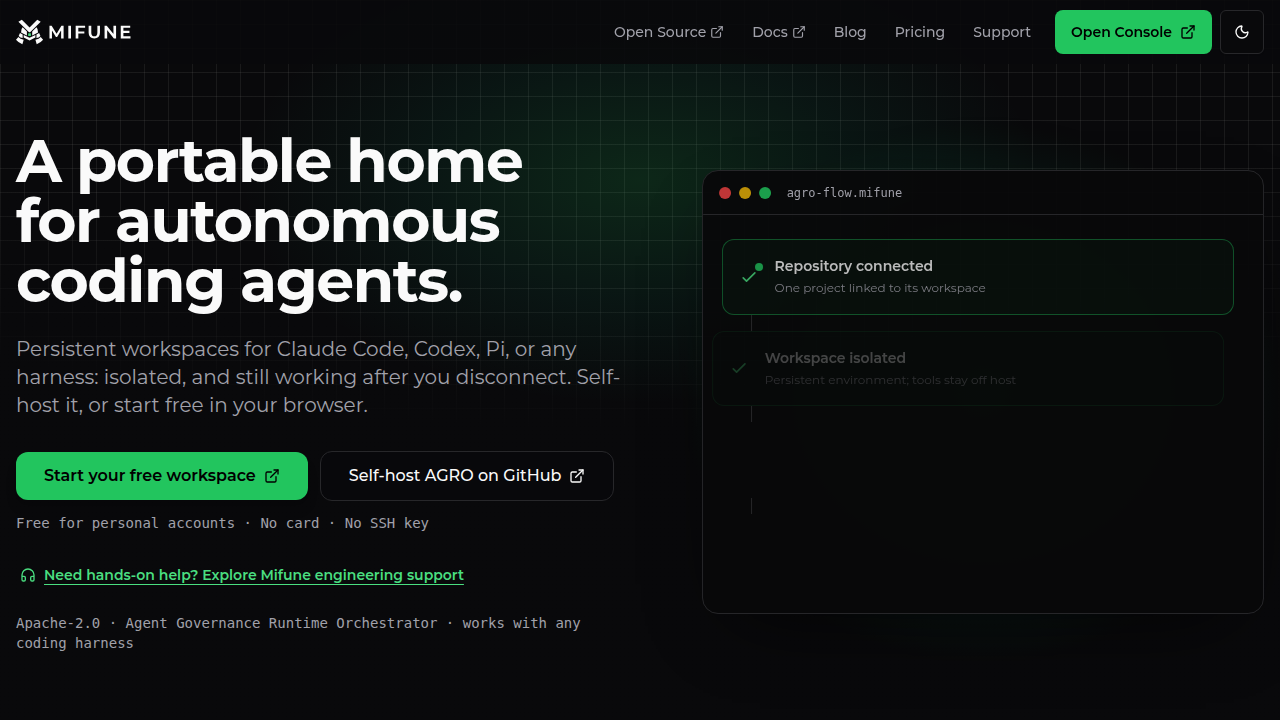 MIFUNE
Open Source
Docs
Blog
Pricing
Support
Open Console
A portable home
for autonomous
coding agents.
Persistent workspaces for Claude Code, Codex, Pi, or any
harness: isolated, and still working after you disconnect. Self-
host it, or start free in your browser.
Start your free workspace
Self-host AGRO on GitHub
Free for personal accounts · No card · No SSH key
Need hands-on help? Explore Mifune engineering support
Apache-2.0 · Agent Governance Runtime Orchestrator · works with any
coding harness
agro-flow.mifune
Repository connected
One project linked to its workspace
Workspace isolated
Persistent environment; tools stay off host